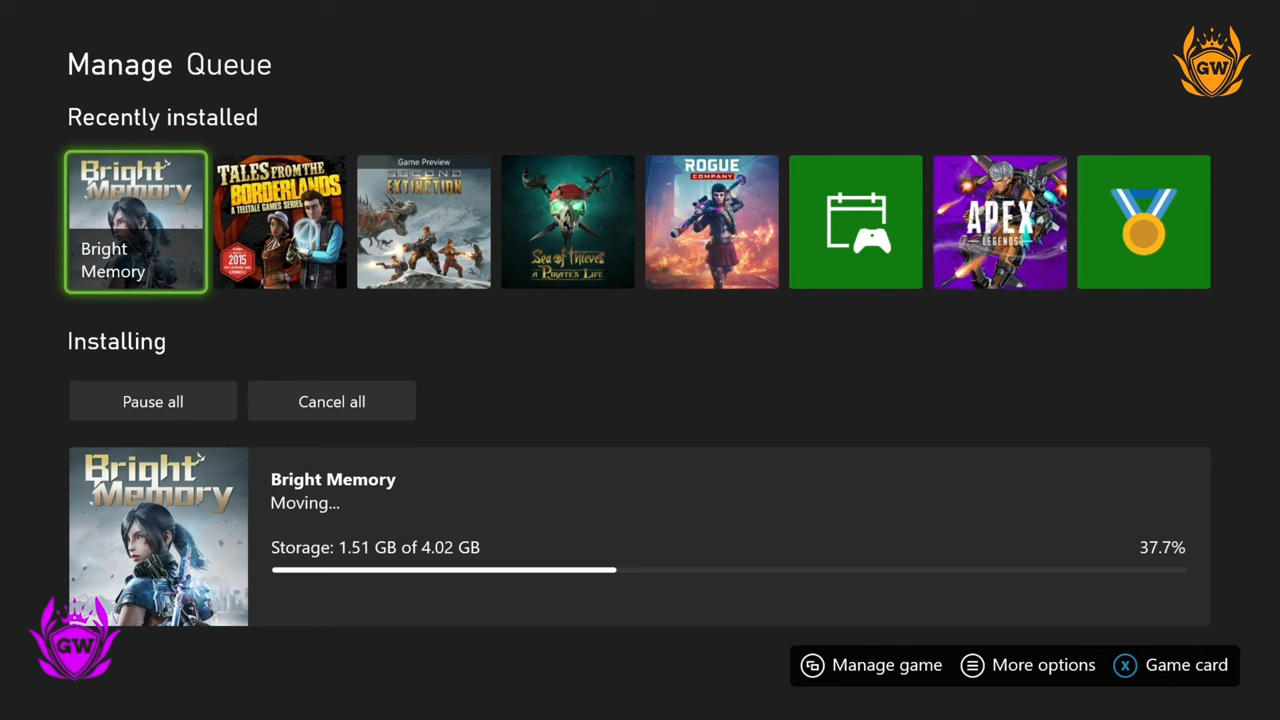 Manage Queue
GW
Recently installed
Bright
Memory
Bright
Memory
TALES FROM THE
BORDERLANDS
A TELLTALE GAMES SERIES
2015
Game Preview
SECOND
EXTINCTION
Sea of Thieves
A PIRATE'S LIFE
ROGUE
COMPANY
APEX
LEGENDS
Installing
Pause all
Cancel all
Bright
Memory
Bright Memory
Moving...
Storage: 1.51 GB of 4.02 GB
37.7%
GW
Manage game
More options
X Game card